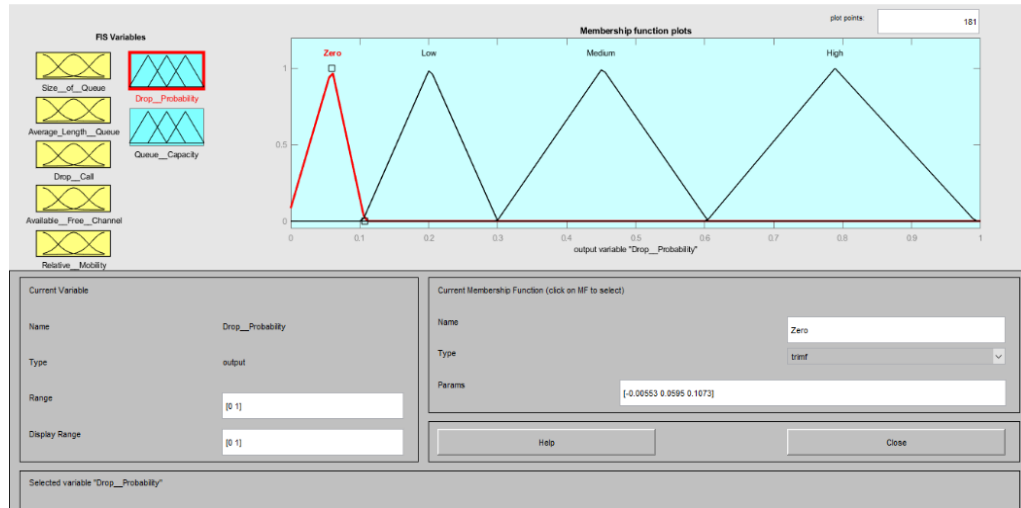 plot points:
181
FIS Variables
Membership function plots
Zero
Low
Medium
High
Size__of__Queue
Drop__Probability
Average_Length__Queue
Queue__Capacity
Drop__Call
Available__Free__Channel
Relative__Mobility
1
0.5
0
0
0.1
0.2
0.3
0.4
0.5
0.6
0.7
0.8
0.9
1
output variable "Drop__Probability"
Current Variable
Name
Drop__Probability
Type
output
Range
[0 1]
Display Range
[0 1]
Current Membership Function (click on MF to select)
Name
Zero
Type
trimf
Params
[-0.00553 0.0595 0.1073]
Help
Close
Selected variable "Drop__Probability"